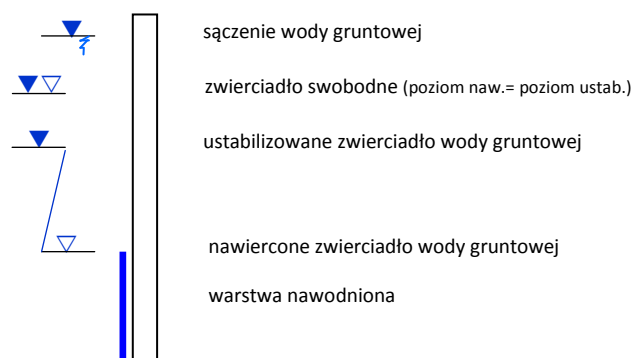 sączenie wody gruntowej
zwierciadło swobodne (poziom naw.= poziom ustab.)
ustabilizowane zwierciadło wody gruntowej
nawiercone zwierciadło wody gruntowej
warstwa nawodniona